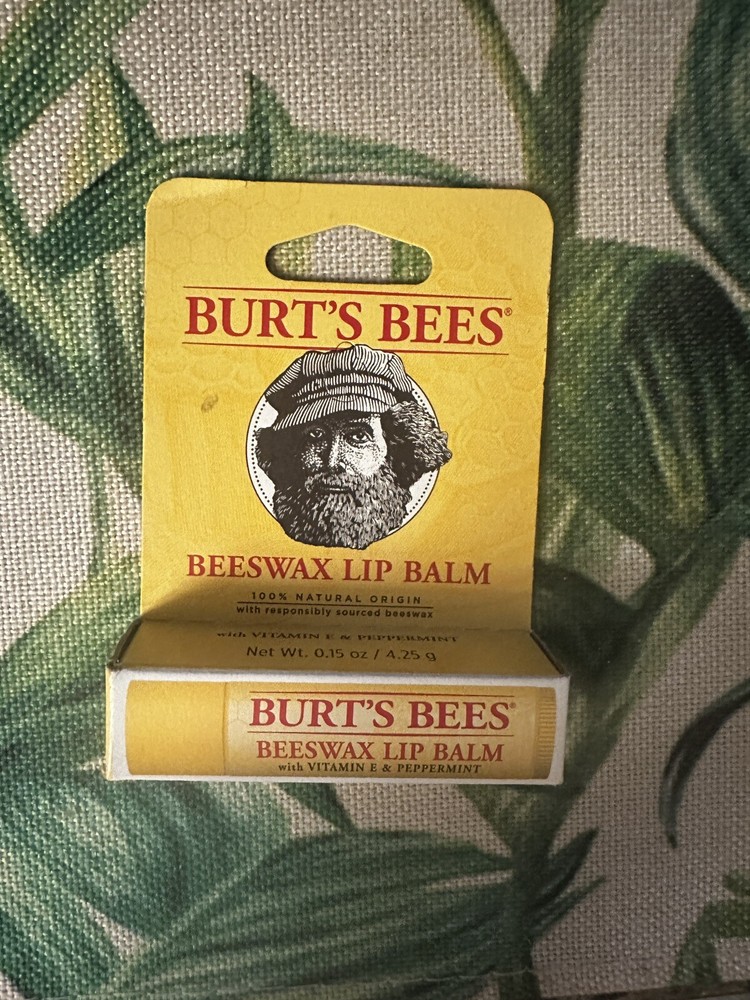 BURT'S BEES®
BEESWAX LIP BALM
100% NATURAL ORIGIN
with responsibly sourced beeswax
with VITAMIN E & PEPPERMINT
Net Wt. 0.15 oz / 4.25 g
BURT'S BEES®
BEESWAX LIP BALM
with VITAMIN E & PEPPERMINT